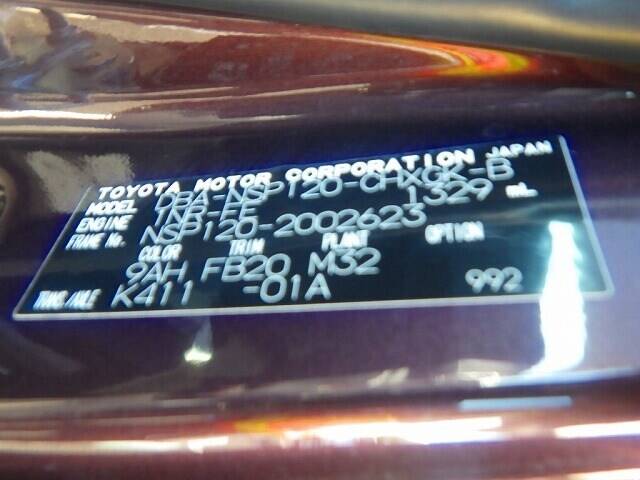 TOYOTA MOTOR CORPORATION JAPAN
MODEL DBA-NSP120-CHXGK-B
ENGINE 1NR-FE 1329 mL
FRAME No. NSP120-2002623
COLOR TRIM PLANT OPTION
9AH FB20 M32
TRANS./AXLE K411 -01A 992